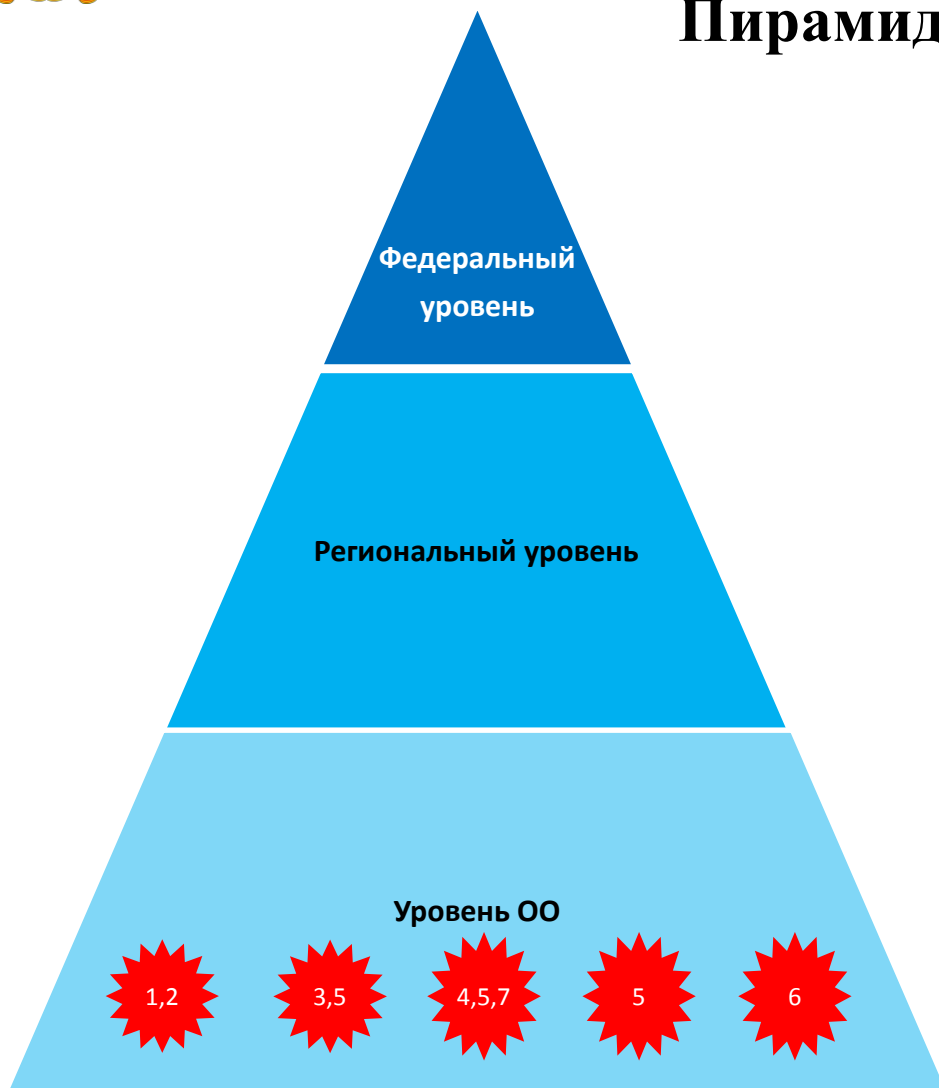 Пирамид
Федеральный
уровень
Региональный уровень
Уровень ОО
1,2
3,5
4,5,7
5
6